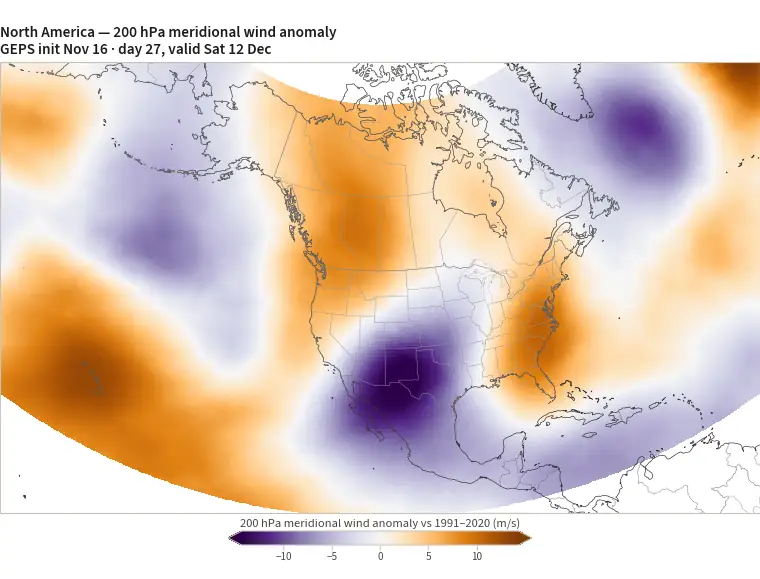 North America — 200 hPa meridional wind anomaly
GEPS init Nov 16 · day 27, valid Sat 12 Dec
200 hPa meridional wind anomaly vs 1991–2020 (m/s)
−10 −5 0 5 10